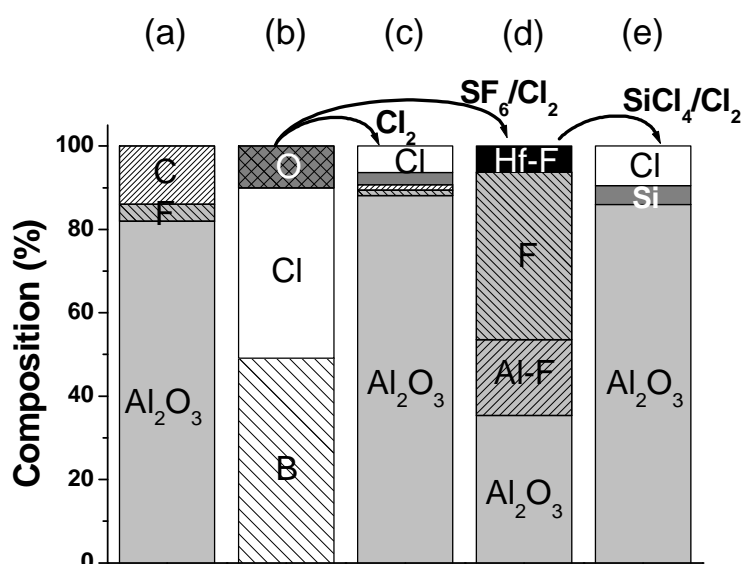 (a) (b) (c) (d) (e)
SF6/Cl2 SiCl4/Cl2
Cl2
Composition (%)
100
80
60
40
20
0
C
F
Al2O3
O
Cl
B
Cl
Al2O3
Hf-F
F
Al-F
Al2O3
Cl
Si
Al2O3